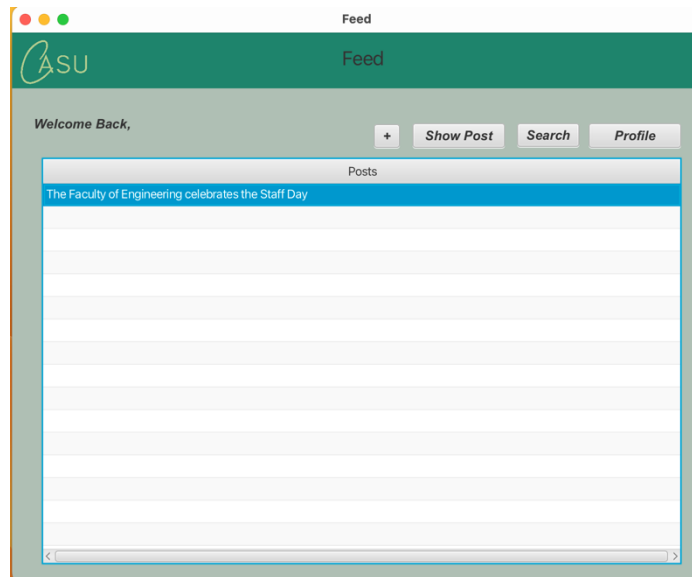 Feed
ASU
Feed
Welcome Back,
+
Show Post
Search
Profile
Posts
The Faculty of Engineering celebrates the Staff Day